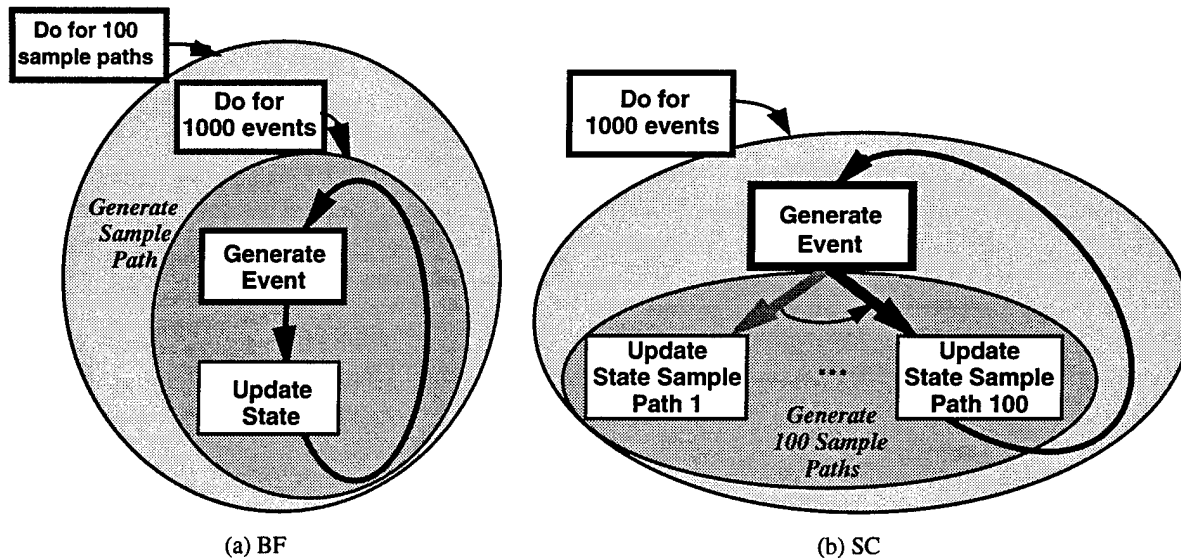 Do for 100
sample paths
Do for
1000 events
Generate
Sample
Path
Generate
Event
Update
State
(a) BF
Do for
1000 events
Generate
Event
Update
State Sample
Path 1
...
Update
State Sample
Path 100
Generate
100 Sample
Paths
(b) SC